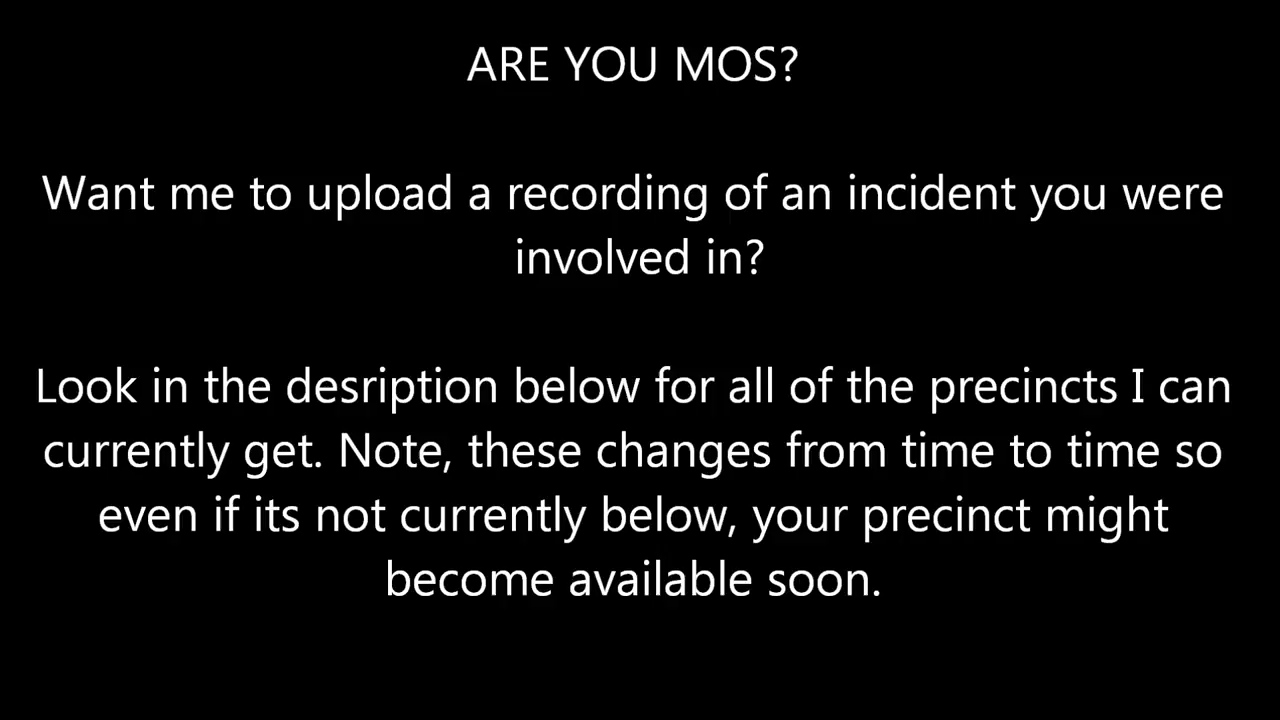 ARE YOU MOS?
Want me to upload a recording of an incident you were
involved in?
Look in the desription below for all of the precincts I can
currently get. Note, these changes from time to time so
even if its not currently below, your precinct might
become available soon.